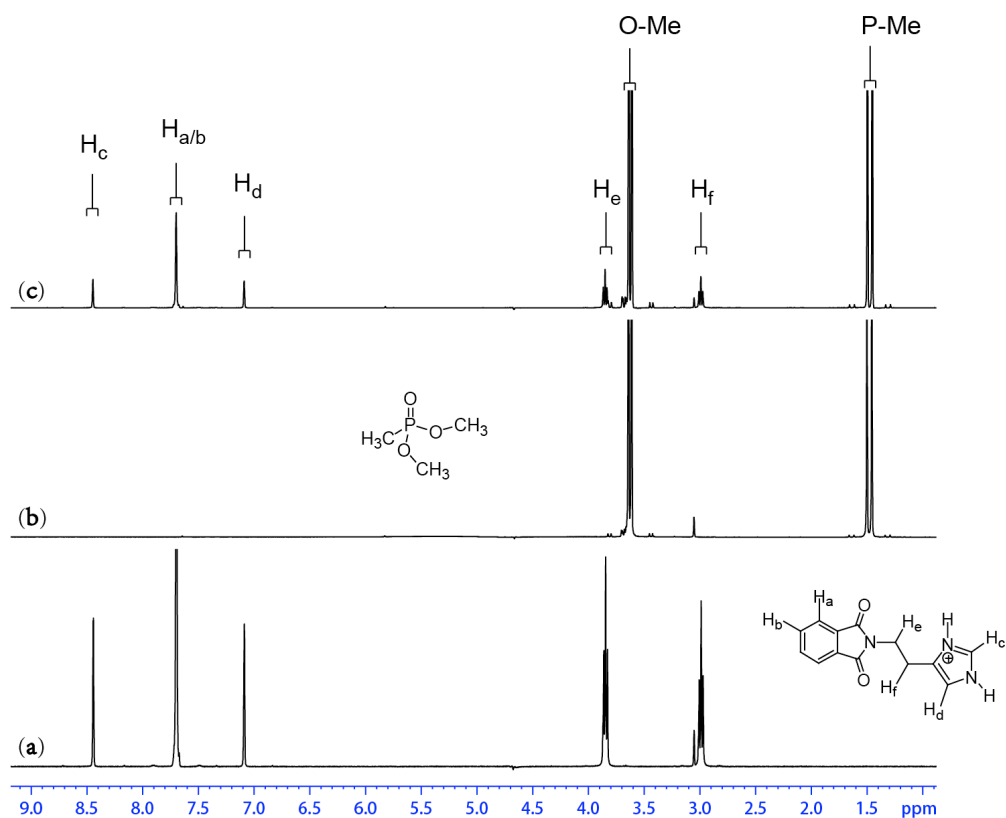 O-Me P-Me
Hc Ha/b Hd He Hf
(c)
O
P
H3C O CH3
O
CH3
(b)
Ha
Hb O He H
N N Hc
⊕
O Hf N H
Hd
(a)
9.0 8.5 8.0 7.5 7.0 6.5 6.0 5.5 5.0 4.5 4.0 3.5 3.0 2.5 2.0 1.5 ppm